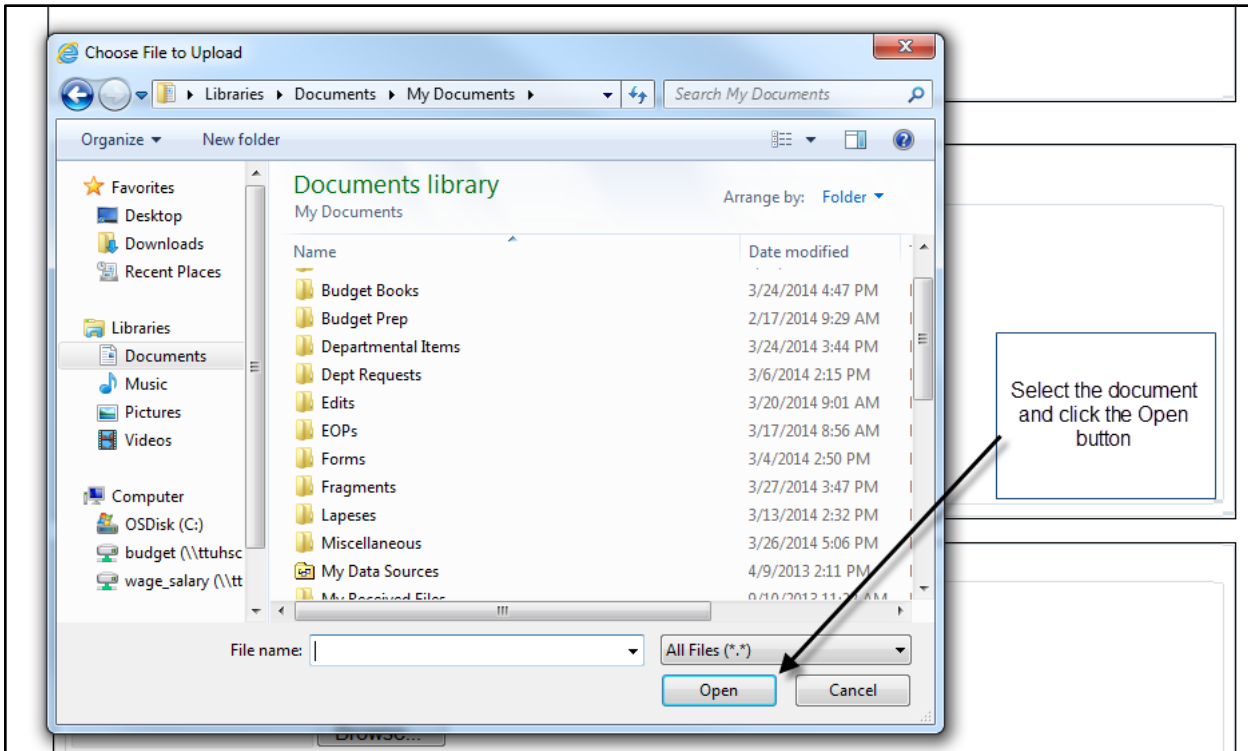 Choose File to Upload
Libraries Documents My Documents
Search My Documents
Organize New folder
Favorites
Desktop
Downloads
Recent Places
Libraries
Documents
Music
Pictures
Videos
Computer
OSDisk (C:)
budget (\\ttuhsc
wage_salary (\\tt
Documents library
My Documents
Arrange by: Folder
Name Date modified
Budget Books 3/24/2014 4:47 PM
Budget Prep 2/17/2014 9:29 AM
Departmental Items 3/24/2014 3:44 PM
Dept Requests 3/6/2014 2:15 PM
Edits 3/20/2014 9:01 AM
EOPs 3/17/2014 8:56 AM
Forms 3/4/2014 2:50 PM
Fragments 3/27/2014 3:47 PM
Lapeses 3/13/2014 2:32 PM
Miscellaneous 3/26/2014 5:06 PM
My Data Sources 4/9/2013 2:11 PM
My Received Files
File name: All Files (*.*)
Open Cancel
Select the document
and click the Open
button
Browse...